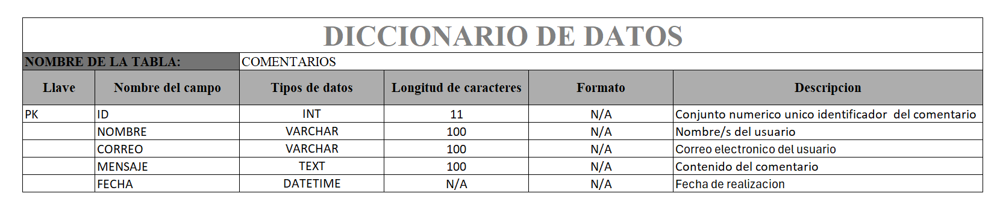 DICCIONARIO DE DATOS
NOMBRE DE LA TABLA: COMENTARIOS
Llave Nombre del campo Tipos de datos Longitud de caracteres Formato Descripcion
PK ID INT 11 N/A Conjunto numerico unico identificador  del comentario
NOMBRE VARCHAR 100 N/A Nombre/s del usuario
CORREO VARCHAR 100 N/A Correo electronico del usuario
MENSAJE TEXT 100 N/A Contenido del comentario
FECHA DATETIME N/A N/A Fecha de realizacion